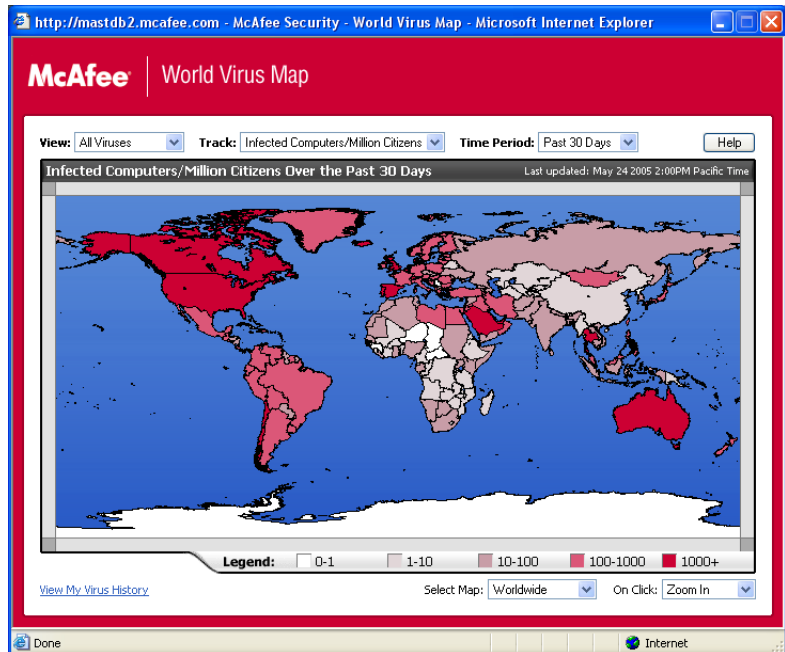 http://mastdb2.mcafee.com - McAfee Security - World Virus Map - Microsoft Internet Explorer
McAfee World Virus Map
View: All Viruses Track: Infected Computers/Million Citizens Time Period: Past 30 Days Help
Infected Computers/Million Citizens Over the Past 30 Days Last updated: May 24 2005 2:00PM Pacific Time
Legend: 0-1 1-10 10-100 100-1000 1000+
View My Virus History Select Map: Worldwide On Click: Zoom In
Done Internet